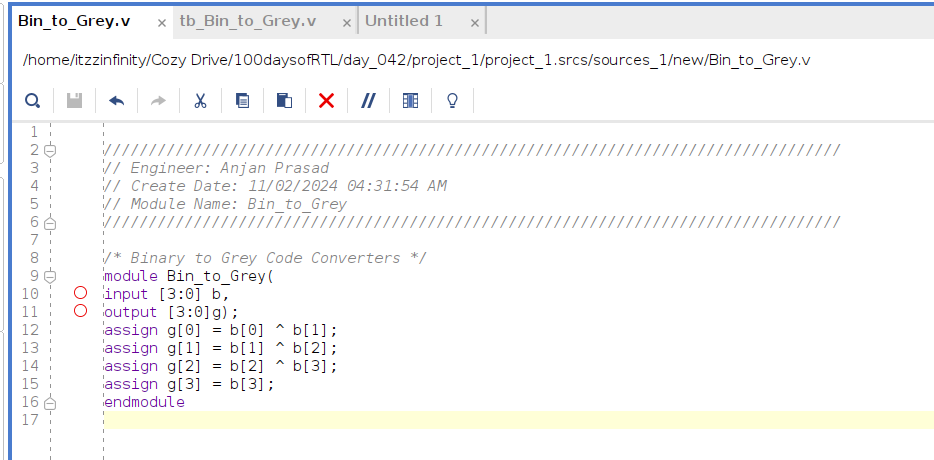 Bin_to_Grey.v × tb_Bin_to_Grey.v × Untitled 1 ×
/home/itzzinfinity/Cozy Drive/100daysofRTL/day_042/project_1/project_1.srcs/sources_1/new/Bin_to_Grey.v
1
2 //////////////////////////////////////////////////////////////////////////////////
3 // Engineer: Anjan Prasad
4 // Create Date: 11/02/2024 04:31:54 AM
5 // Module Name: Bin_to_Grey
6 //////////////////////////////////////////////////////////////////////////////////
7
8 /* Binary to Grey Code Converters */
9 module Bin_to_Grey(
10 input [3:0] b,
11 output [3:0]g);
12 assign g[0] = b[0] ^ b[1];
13 assign g[1] = b[1] ^ b[2];
14 assign g[2] = b[2] ^ b[3];
15 assign g[3] = b[3];
16 endmodule
17